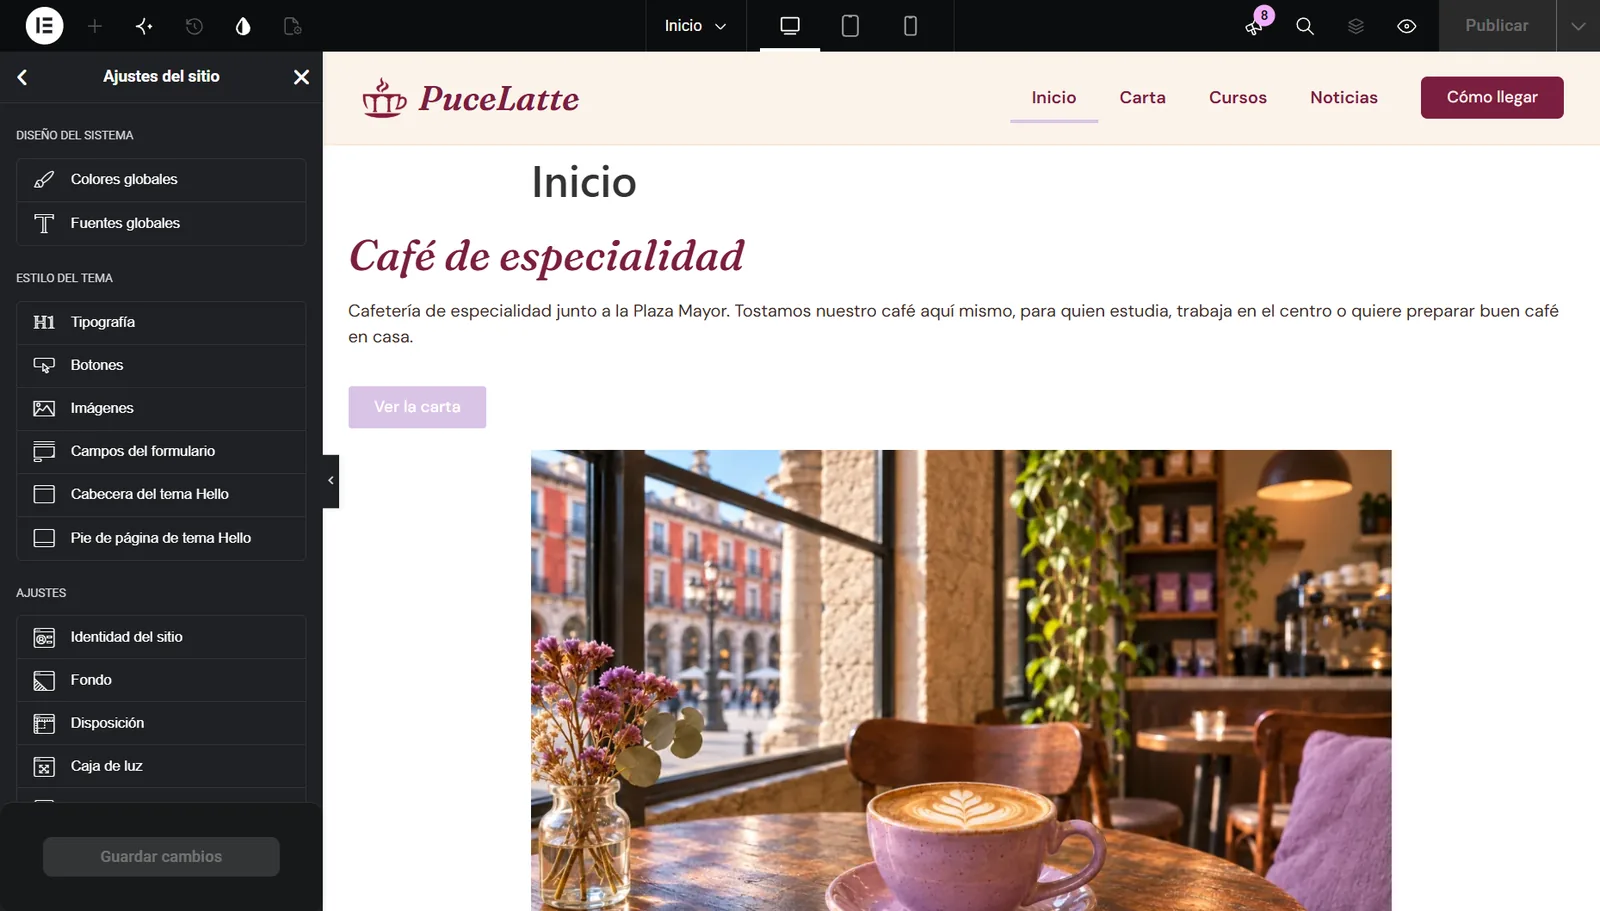 Inicio
8
Publicar
Ajustes del sitio
DISEÑO DEL SISTEMA
Colores globales
Fuentes globales
ESTILO DEL TEMA
H1 Tipografía
Botones
Imágenes
Campos del formulario
Cabecera del tema Hello
Pie de página de tema Hello
AJUSTES
Identidad del sitio
Fondo
Disposición
Caja de luz
Guardar cambios
PuceLatte
Inicio
Carta
Cursos
Noticias
Cómo llegar
Inicio
Café de especialidad
Cafetería de especialidad junto a la Plaza Mayor. Tostamos nuestro café aquí mismo, para quien estudia, trabaja en el centro o quiere preparar buen café
en casa.
Ver la carta